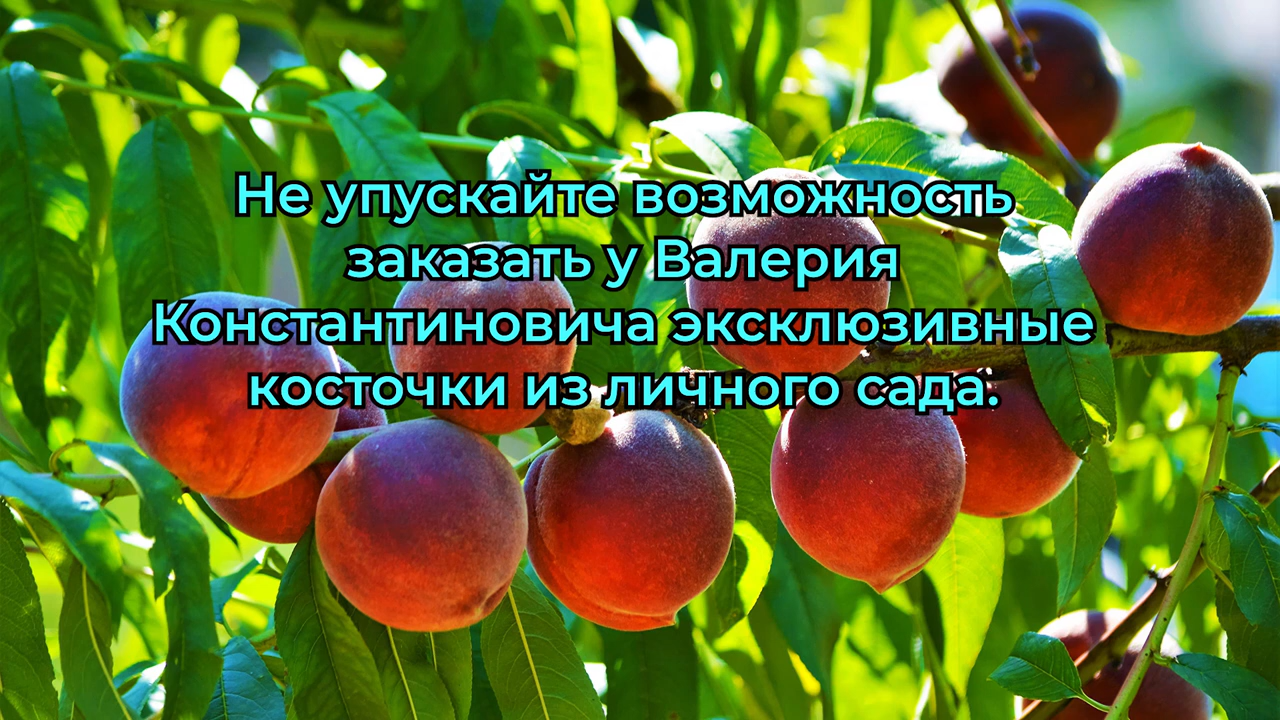 Не упускайте возможность
заказать у Валерия
Константиновича эксклюзивные
косточки из личного сада.